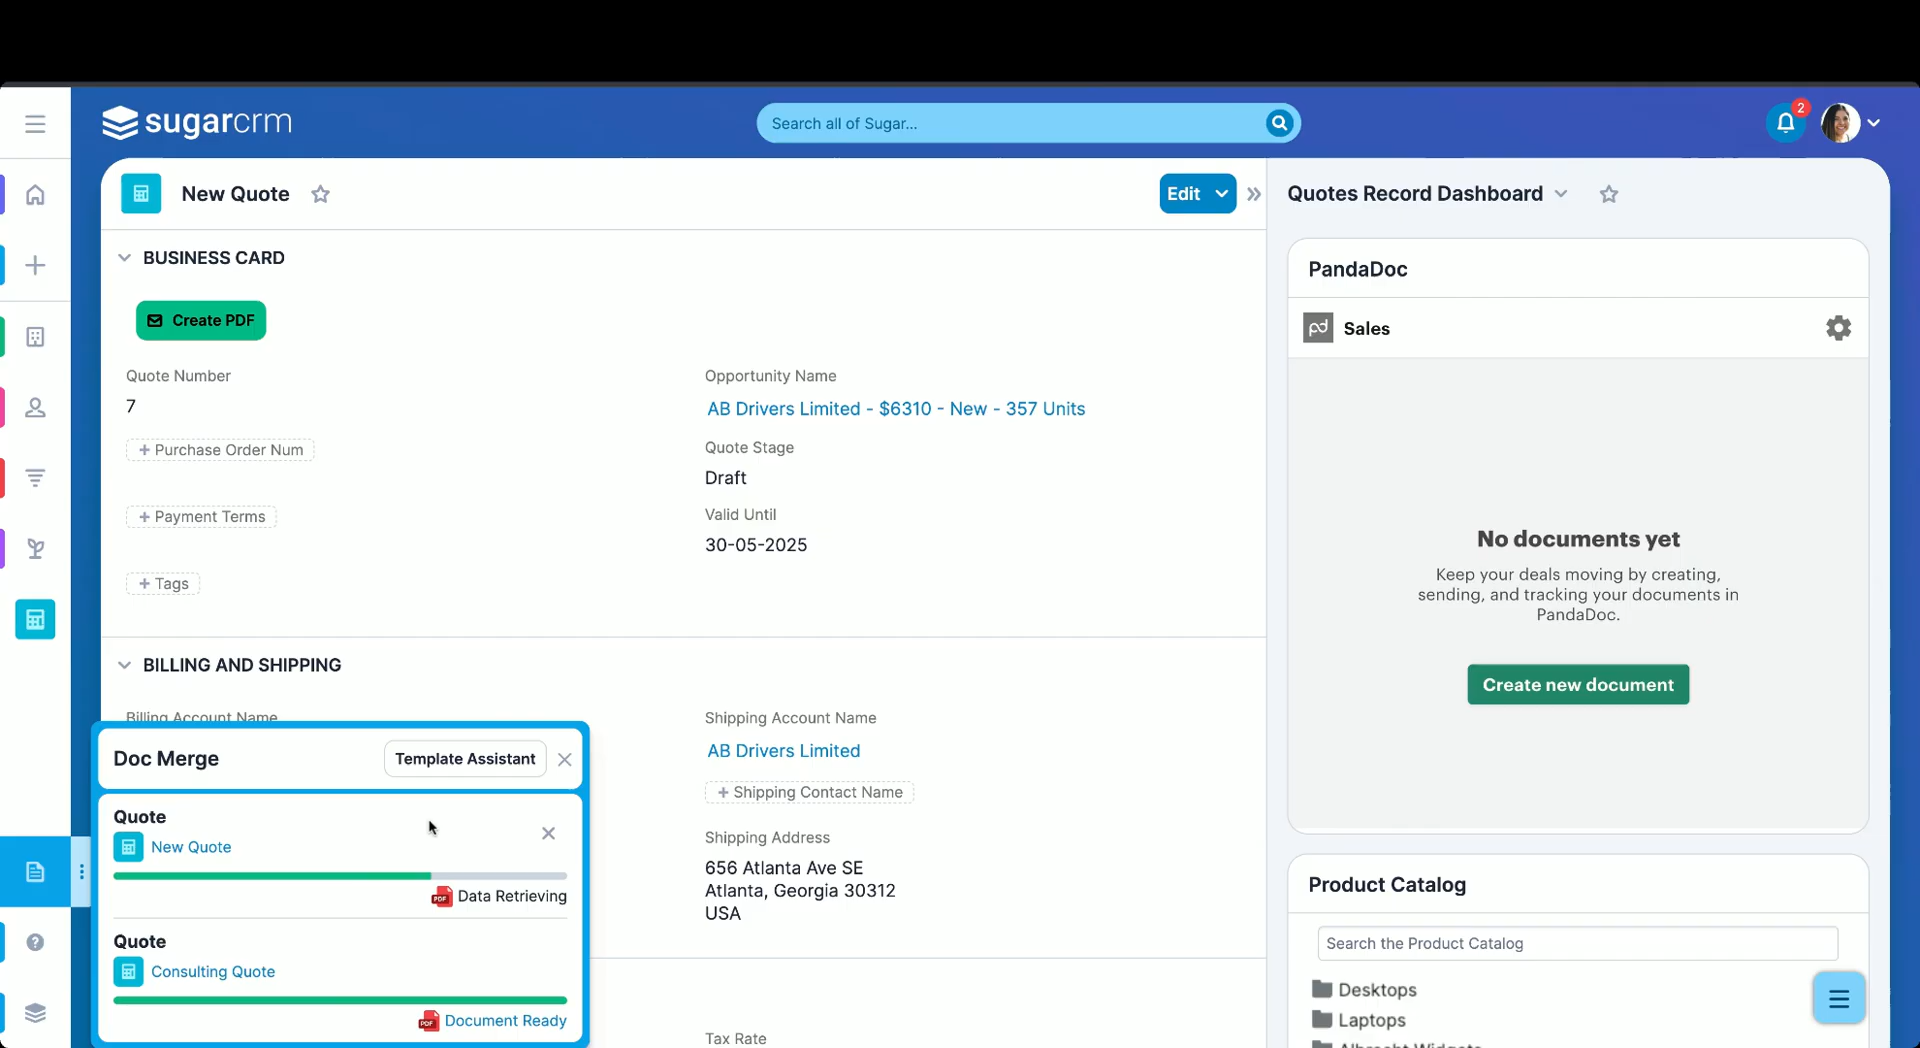 sugarcrm
Search all of Sugar...
2
New Quote
Edit
Quotes Record Dashboard
BUSINESS CARD
Create PDF
Quote Number
7
+ Purchase Order Num
+ Payment Terms
+ Tags
Opportunity Name
AB Drivers Limited - $6310 - New - 357 Units
Quote Stage
Draft
Valid Until
30-05-2025
PandaDoc
pd Sales
No documents yet
Keep your deals moving by creating,
sending, and tracking your documents in
PandaDoc.
Create new document
BILLING AND SHIPPING
Billing Account Name
Shipping Account Name
AB Drivers Limited
+ Shipping Contact Name
Shipping Address
656 Atlanta Ave SE
Atlanta, Georgia 30312
USA
Tax Rate
Doc Merge
Template Assistant
Quote
New Quote
PDF Data Retrieving
Quote
Consulting Quote
PDF Document Ready
Product Catalog
Search the Product Catalog
Desktops
Laptops